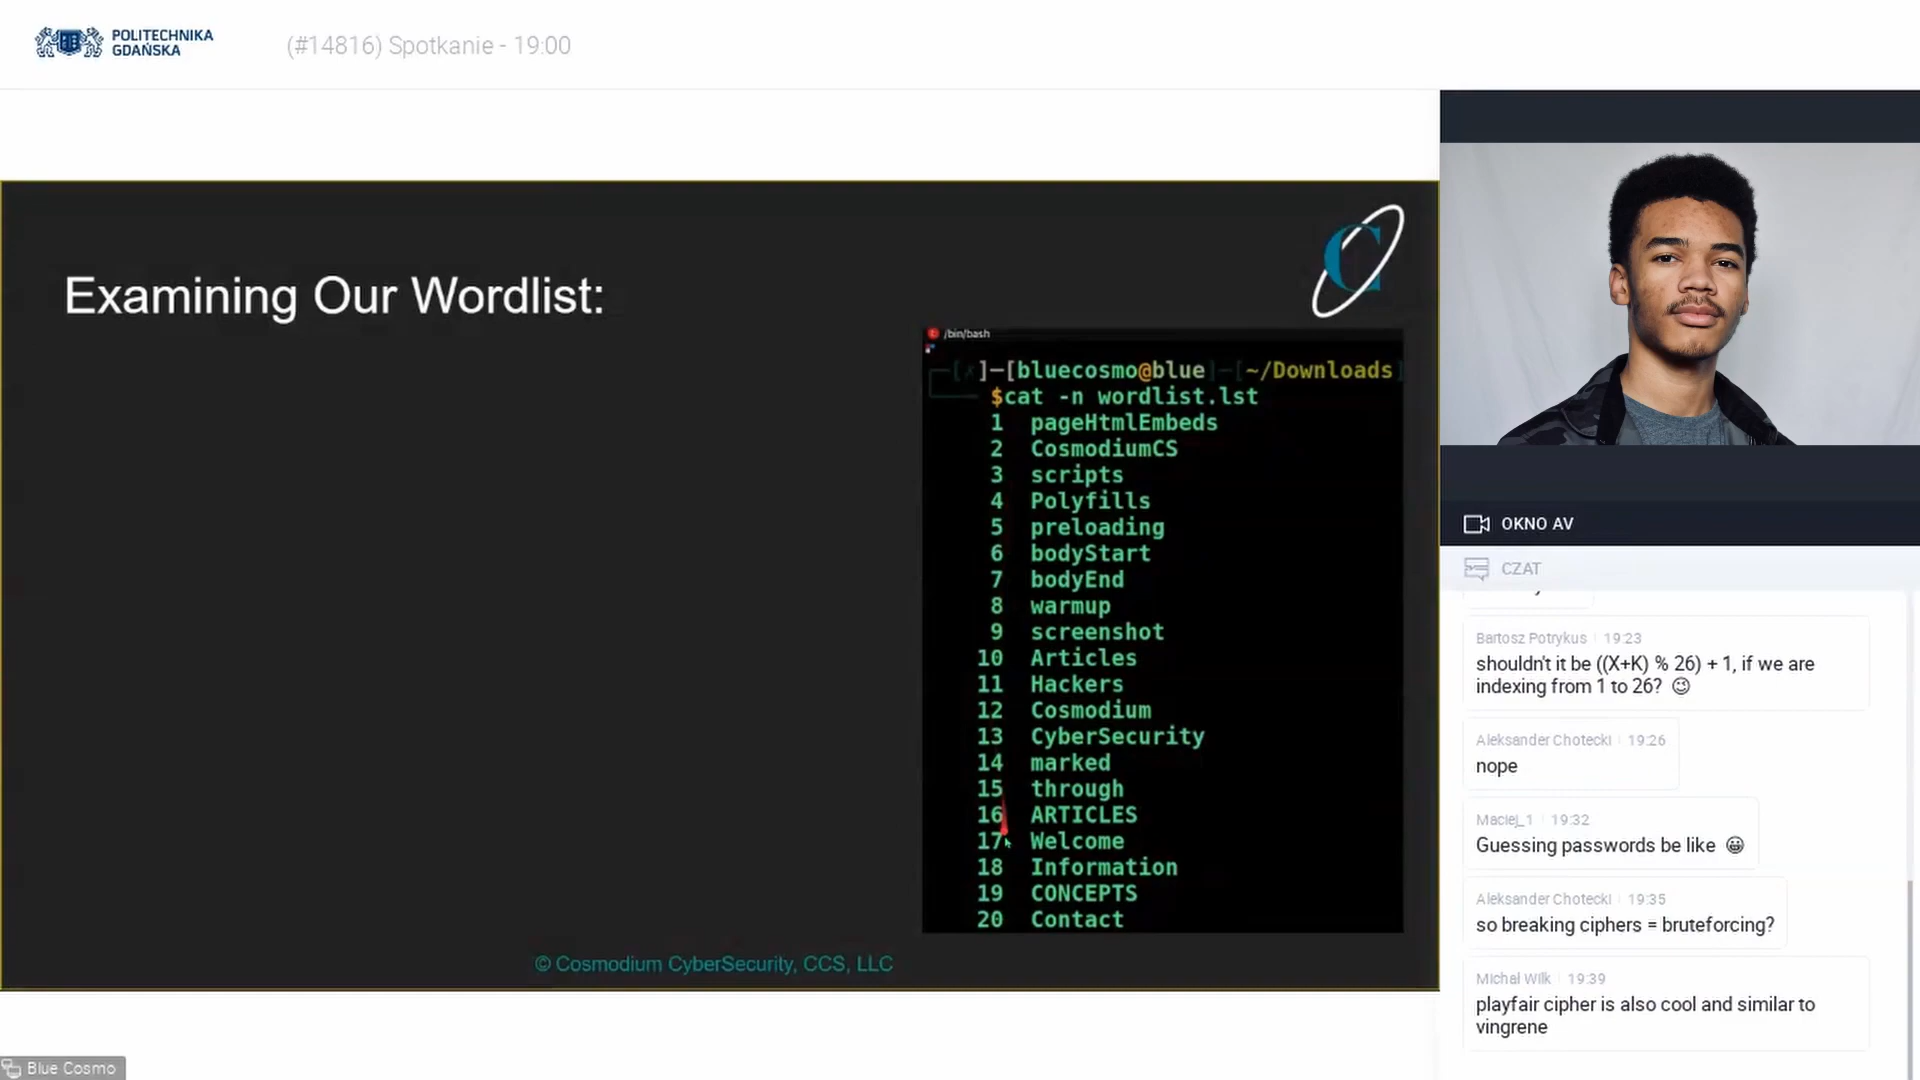 POLITECHNIKA
GDAŃSKA
(#14816) Spotkanie - 19:00
Examining Our Wordlist:
C
/bin/bash
[x]─[bluecosmo@blue]─[~/Downloads]
$cat -n wordlist.lst
1 pageHtmlEmbeds
2 CosmodiumCS
3 scripts
4 Polyfills
5 preloading
6 bodyStart
7 bodyEnd
8 warmup
9 screenshot
10 Articles
11 Hackers
12 Cosmodium
13 CyberSecurity
14 marked
15 through
16 ARTICLES
17 Welcome
18 Information
19 CONCEPTS
20 Contact
© Cosmodium CyberSecurity, CCS, LLC
Blue Cosmo
OKNO AV
CZAT
Bartosz Potrykus 19:23
shouldn't it be ((X+K) % 26) + 1, if we are
indexing from 1 to 26? 😉
Aleksander Chotecki 19:26
nope
Maciej_1 19:32
Guessing passwords be like 😀
Aleksander Chotecki 19:35
so breaking ciphers = bruteforcing?
Michał Wilk 19:39
playfair cipher is also cool and similar to
vingrene